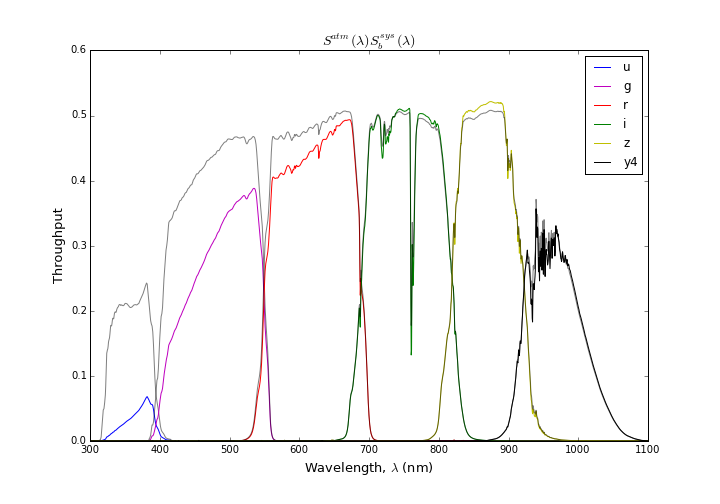 S^{atm}(λ)S_b^{sys}(λ)
0.6
0.5
0.4
0.3
0.2
0.1
0.0
Throughput
u
g
r
i
z
y4
300 400 500 600 700 800 900 1000 1100
Wavelength, λ (nm)